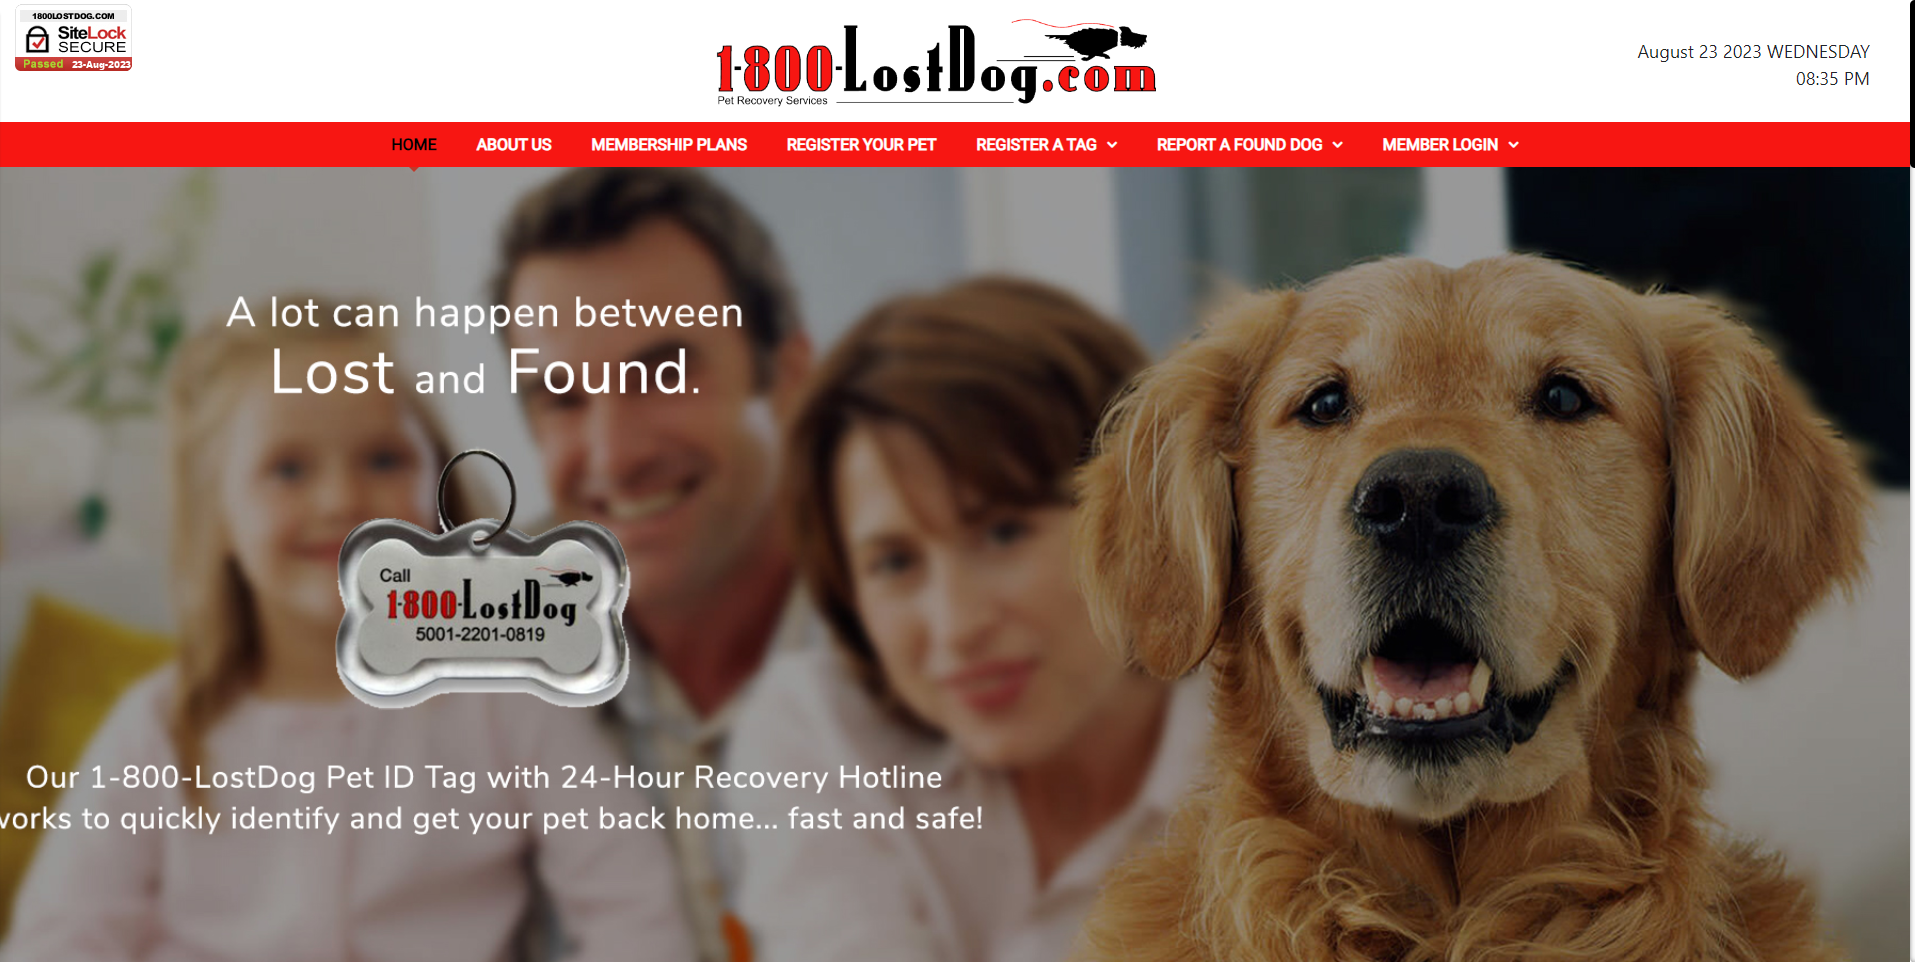 1800LOSTDOG.COM
SiteLock
SECURE
Passed 23-Aug-2023
1-800-LostDog.com
Pet Recovery Services
August 23 2023 WEDNESDAY
08:35 PM
HOME ABOUT US MEMBERSHIP PLANS REGISTER YOUR PET REGISTER A TAG REPORT A FOUND DOG MEMBER LOGIN
A lot can happen between
Lost and Found.
Call
1-800-LostDog
5001-2201-0819
Our 1-800-LostDog Pet ID Tag with 24-Hour Recovery Hotline
works to quickly identify and get your pet back home... fast and safe!